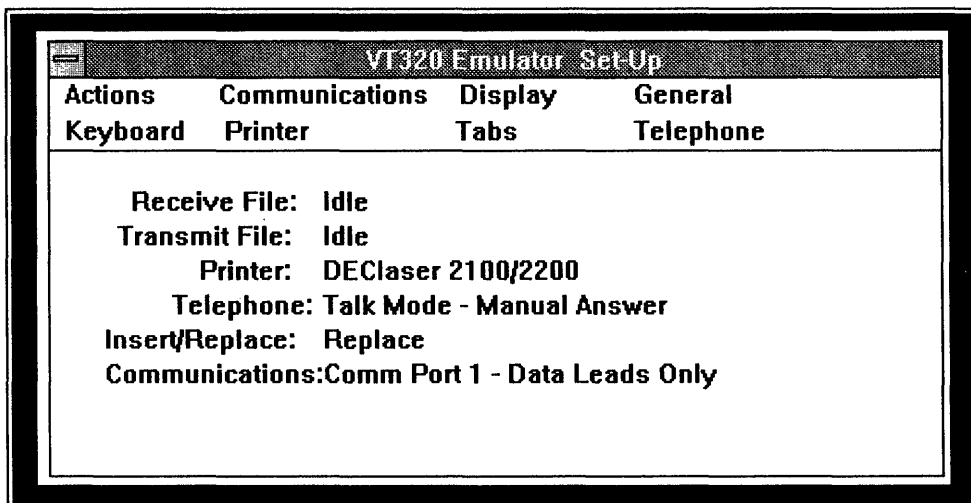 VT320 Emulator Set-Up
Actions Communications Display General
Keyboard Printer Tabs Telephone
Receive File: Idle
Transmit File: Idle
Printer: DEClaser 2100/2200
Telephone: Talk Mode - Manual Answer
Insert/Replace: Replace
Communications:Comm Port 1 - Data Leads Only